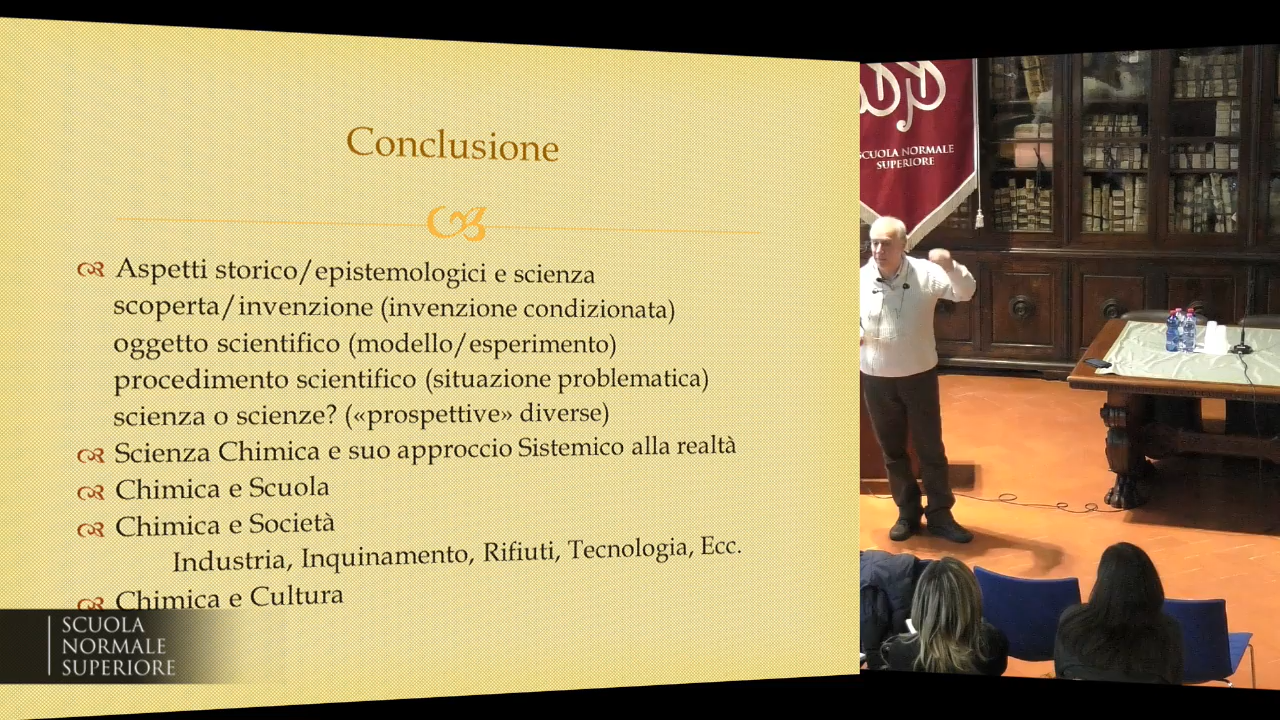 Conclusione
Aspetti storico/epistemologici e scienza
scoperta/invenzione (invenzione condizionata)
oggetto scientifico (modello/esperimento)
procedimento scientifico (situazione problematica)
scienza o scienze? («prospettive» diverse)
Scienza Chimica e suo approccio Sistemico alla realtà
Chimica e Scuola
Chimica e Società
Industria, Inquinamento, Rifiuti, Tecnologia, Ecc.
Chimica e Cultura
SCUOLA
NORMALE
SUPERIORE
SCUOLA NORMALE
SUPERIORE